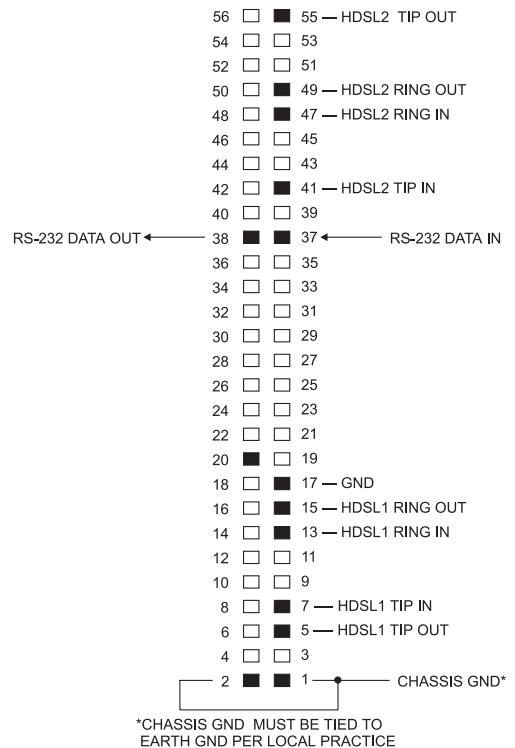 56 55 — HDSL2 TIP OUT
54 53
52 51
50 49 — HDSL2 RING OUT
48 47 — HDSL2 RING IN
46 45
44 43
42 41 — HDSL2 TIP IN
40 39
RS-232 DATA OUT 38 37 RS-232 DATA IN
36 35
34 33
32 31
30 29
28 27
26 25
24 23
22 21
20 19
18 17 — GND
16 15 — HDSL1 RING OUT
14 13 — HDSL1 RING IN
12 11
10 9
8 7 — HDSL1 TIP IN
6 5 — HDSL1 TIP OUT
4 3
2 1 CHASSIS GND*
*CHASSIS GND MUST BE TIED TO
EARTH GND PER LOCAL PRACTICE